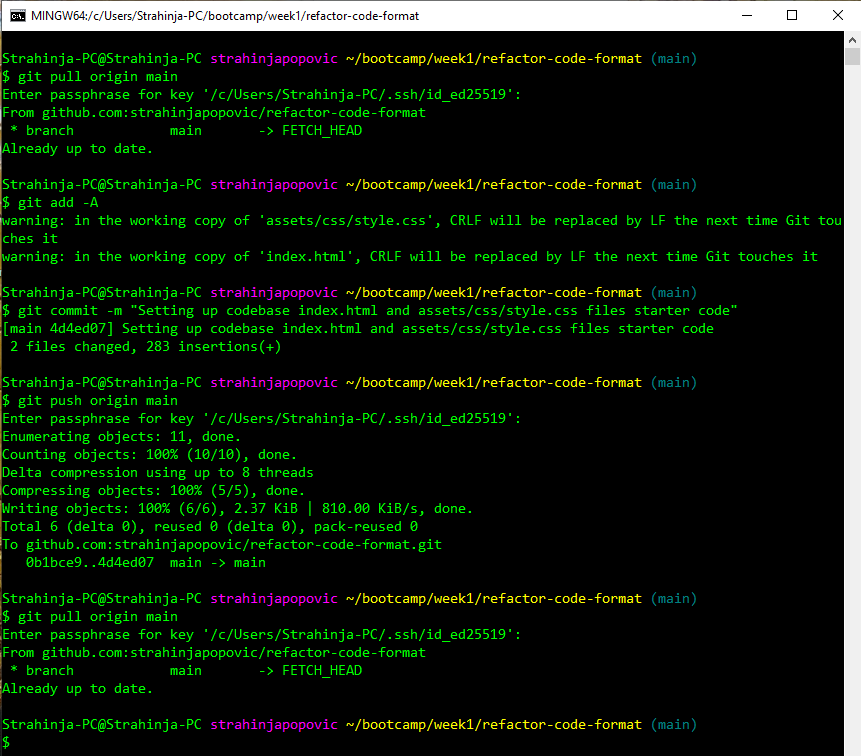 MINGW64:/c/Users/Strahinja-PC/bootcamp/week1/refactor-code-format
Strahinja-PC@Strahinja-PC strahinjapopovic ~/bootcamp/week1/refactor-code-format (main)
$ git pull origin main
Enter passphrase for key '/c/Users/Strahinja-PC/.ssh/id_ed25519':
From github.com:strahinjapopovic/refactor-code-format
 * branch            main       -> FETCH_HEAD
Already up to date.
Strahinja-PC@Strahinja-PC strahinjapopovic ~/bootcamp/week1/refactor-code-format (main)
$ git add -A
warning: in the working copy of 'assets/css/style.css', CRLF will be replaced by LF the next time Git tou
ches it
warning: in the working copy of 'index.html', CRLF will be replaced by LF the next time Git touches it
Strahinja-PC@Strahinja-PC strahinjapopovic ~/bootcamp/week1/refactor-code-format (main)
$ git commit -m "Setting up codebase index.html and assets/css/style.css files starter code"
[main 4d4ed07] Setting up codebase index.html and assets/css/style.css files starter code
 2 files changed, 283 insertions(+)
Strahinja-PC@Strahinja-PC strahinjapopovic ~/bootcamp/week1/refactor-code-format (main)
$ git push origin main
Enter passphrase for key '/c/Users/Strahinja-PC/.ssh/id_ed25519':
Enumerating objects: 11, done.
Counting objects: 100% (10/10), done.
Delta compression using up to 8 threads
Compressing objects: 100% (5/5), done.
Writing objects: 100% (6/6), 2.37 KiB | 810.00 KiB/s, done.
Total 6 (delta 0), reused 0 (delta 0), pack-reused 0
To github.com:strahinjapopovic/refactor-code-format.git
   0b1bce9..4d4ed07  main -> main
Strahinja-PC@Strahinja-PC strahinjapopovic ~/bootcamp/week1/refactor-code-format (main)
$ git pull origin main
Enter passphrase for key '/c/Users/Strahinja-PC/.ssh/id_ed25519':
From github.com:strahinjapopovic/refactor-code-format
 * branch            main       -> FETCH_HEAD
Already up to date.
Strahinja-PC@Strahinja-PC strahinjapopovic ~/bootcamp/week1/refactor-code-format (main)
$